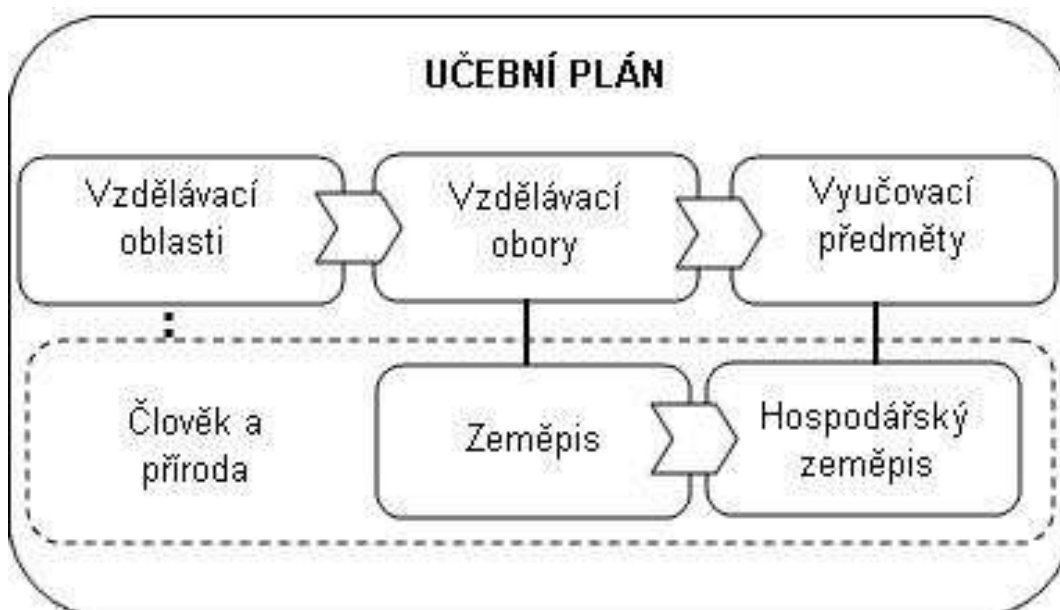 UČEBNÍ PLÁN
Vzdělávací
oblasti
Vzdělávací
obory
Vyučovací
předměty
Člověk a
příroda
Zeměpis
Hospodářský
zeměpis